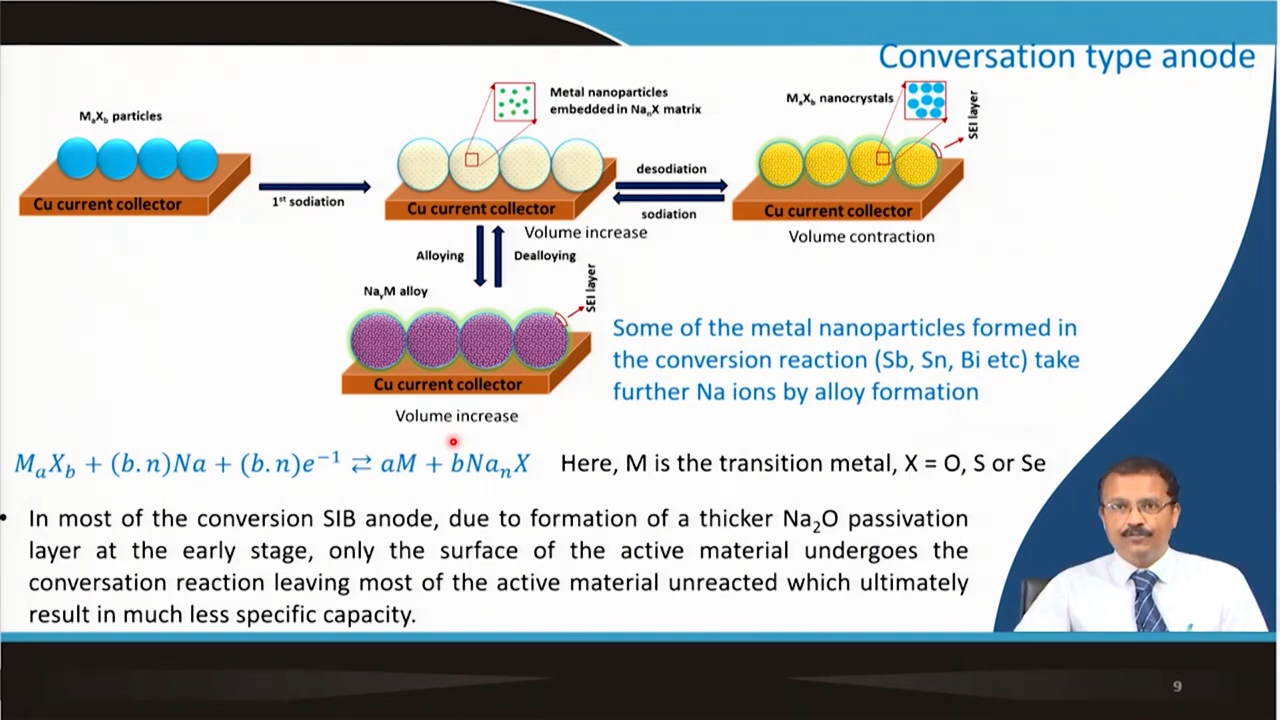 Conversation type anode
MₐX_b particles
Cu current collector
1st sodiation
Metal nanoparticles
embedded in NaₙX matrix
Cu current collector
Volume increase
desodiation
sodiation
MₐX_b nanocrystals
SEI layer
Cu current collector
Volume contraction
Alloying
Dealloying
NaᵧM alloy
SEI layer
Cu current collector
Volume increase
Some of the metal nanoparticles formed in
the conversion reaction (Sb, Sn, Bi etc) take
further Na ions by alloy formation
MₐX_b + (b.n)Na + (b.n)e⁻¹ ⇄ aM + bNaₙX Here, M is the transition metal, X = O, S or Se
• In most of the conversion SIB anode, due to formation of a thicker Na₂O passivation
layer at the early stage, only the surface of the active material undergoes the
conversation reaction leaving most of the active material unreacted which ultimately
result in much less specific capacity.
9